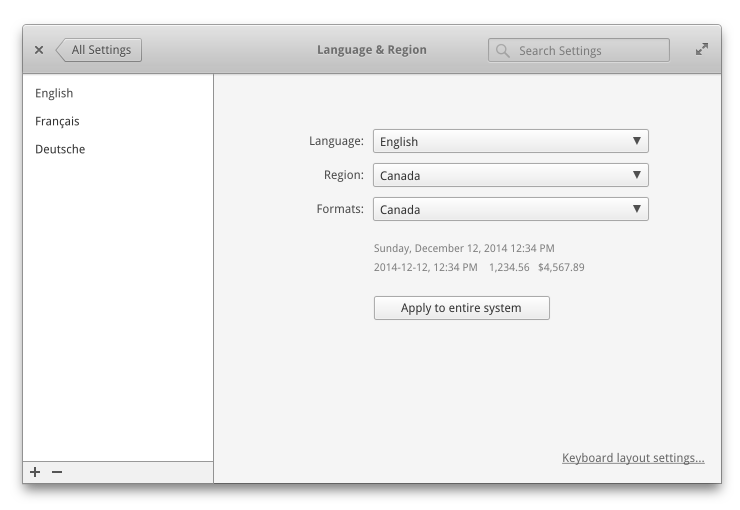 All Settings
Language & Region
Search Settings
English
Français
Deutsche
Language: English
Region: Canada
Formats: Canada
Sunday, December 12, 2014 12:34 PM
2014-12-12, 12:34 PM 1,234.56 $4,567.89
Apply to entire system
Keyboard layout settings...